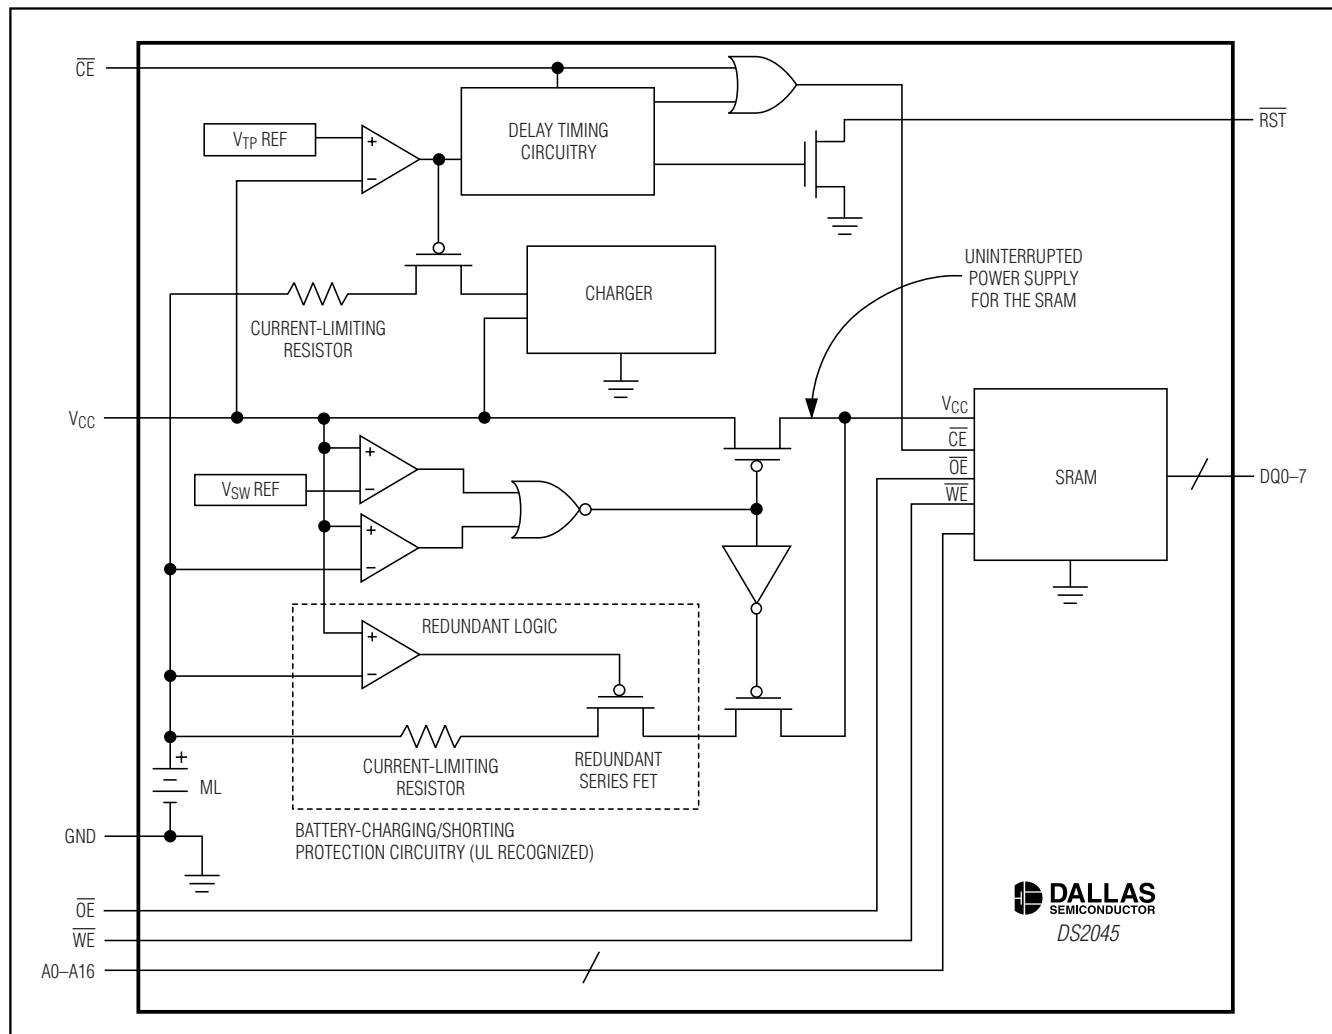 CE
DELAY TIMING
CIRCUITRY
RST
VTP REF
+
−
CHARGER
UNINTERRUPTED
POWER SUPPLY
FOR THE SRAM
CURRENT-LIMITING
RESISTOR
VCC
VCC
CE
OE
WE
SRAM
DQ0–7
+
−
VSW REF
+
−
REDUNDANT LOGIC
+
−
CURRENT-LIMITING
RESISTOR
REDUNDANT
SERIES FET
+
ML
GND
BATTERY-CHARGING/SHORTING
PROTECTION CIRCUITRY (UL RECOGNIZED)
DALLAS
SEMICONDUCTOR
DS2045
OE
WE
A0–A16